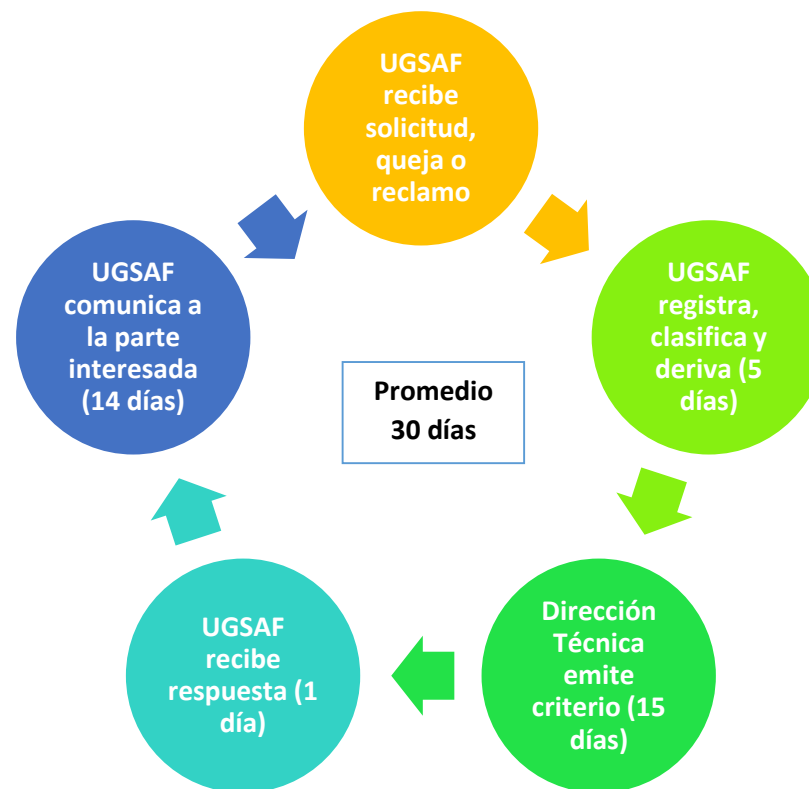 UGSAF
recibe
solicitud,
queja o
reclamo
UGSAF
registra,
clasifica y
deriva (5
días)
Dirección
Técnica
emite
criterio (15
días)
UGSAF
recibe
respuesta (1
día)
UGSAF
comunica a
la parte
interesada
(14 días)
Promedio
30 días